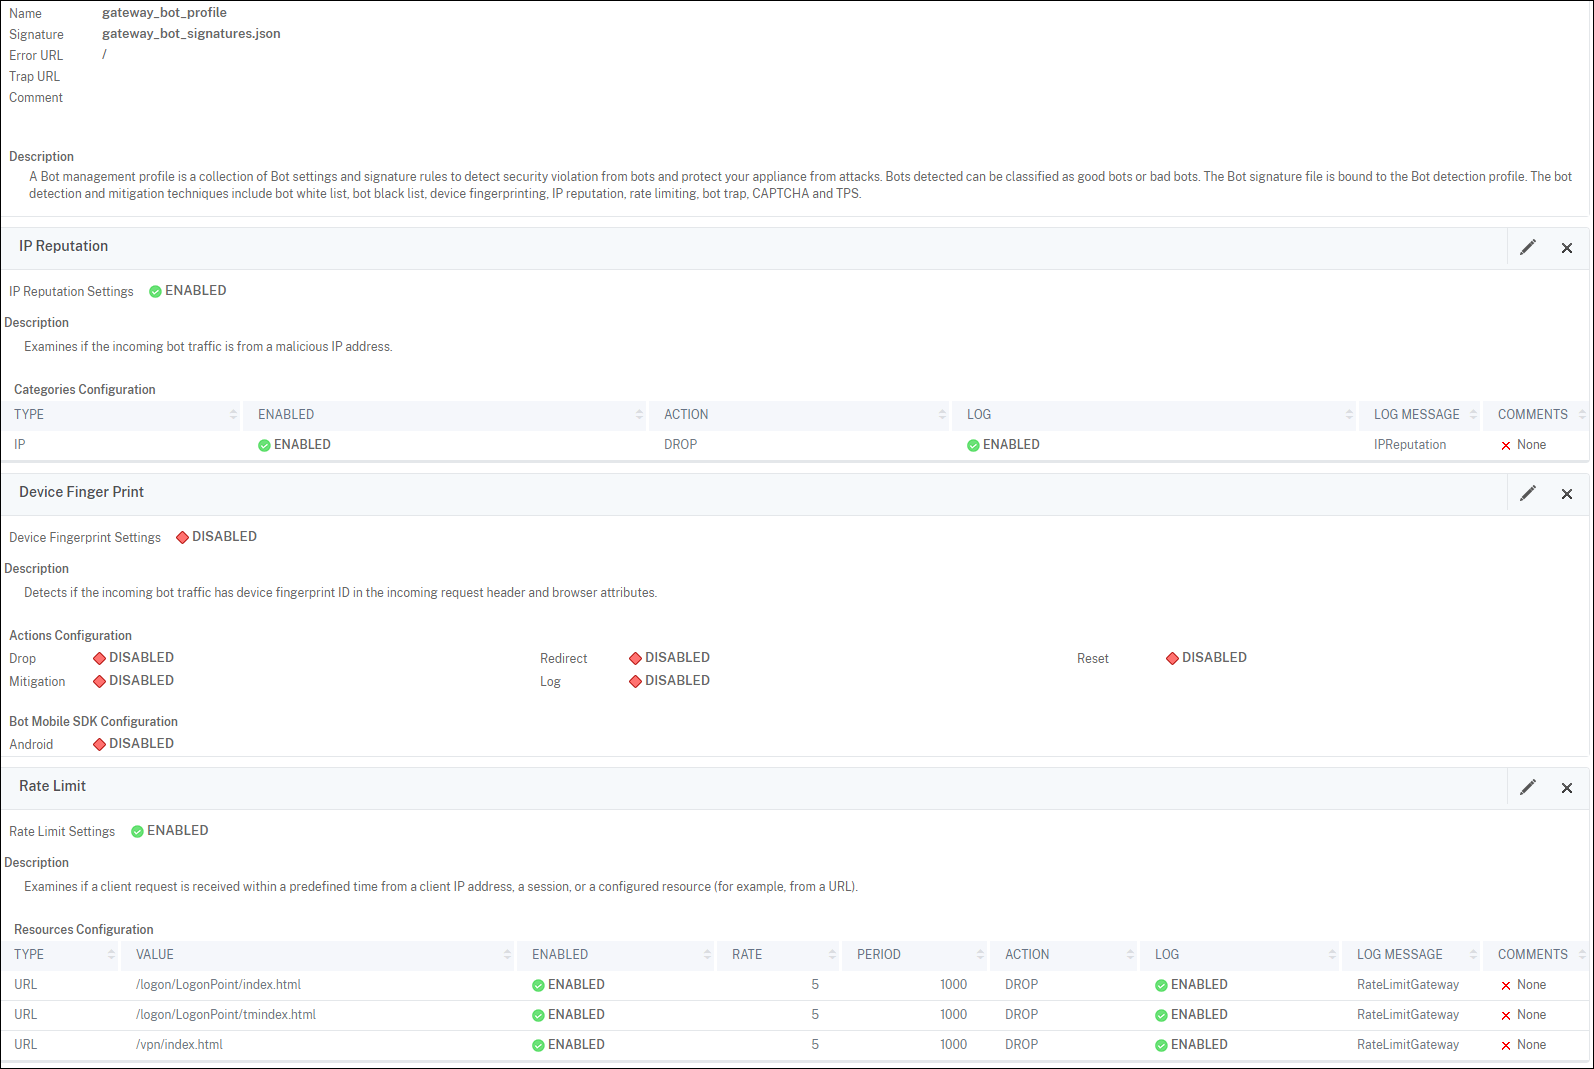 Name gateway_bot_profile
Signature gateway_bot_signatures.json
Error URL /
Trap URL
Comment
Description
A Bot management profile is a collection of Bot settings and signature rules to detect security violation from bots and protect your appliance from attacks. Bots detected can be classified as good bots or bad bots. The Bot signature file is bound to the Bot detection profile. The bot
detection and mitigation techniques include bot white list, bot black list, device fingerprinting, IP reputation, rate limiting, bot trap, CAPTCHA and TPS.
IP Reputation
IP Reputation Settings ENABLED
Description
Examines if the incoming bot traffic is from a malicious IP address.
Categories Configuration
TYPE ENABLED ACTION LOG LOG MESSAGE COMMENTS
IP ENABLED DROP ENABLED IPReputation None
Device Finger Print
Device Fingerprint Settings DISABLED
Description
Detects if the incoming bot traffic has device fingerprint ID in the incoming request header and browser attributes.
Actions Configuration
Drop DISABLED Redirect DISABLED Reset DISABLED
Mitigation DISABLED Log DISABLED
Bot Mobile SDK Configuration
Android DISABLED
Rate Limit
Rate Limit Settings ENABLED
Description
Examines if a client request is received within a predefined time from a client IP address, a session, or a configured resource (for example, from a URL).
Resources Configuration
TYPE VALUE ENABLED RATE PERIOD ACTION LOG LOG MESSAGE COMMENTS
URL /logon/LogonPoint/index.html ENABLED 5 1000 DROP ENABLED RateLimitGateway None
URL /logon/LogonPoint/tmindex.html ENABLED 5 1000 DROP ENABLED RateLimitGateway None
URL /vpn/index.html ENABLED 5 1000 DROP ENABLED RateLimitGateway None